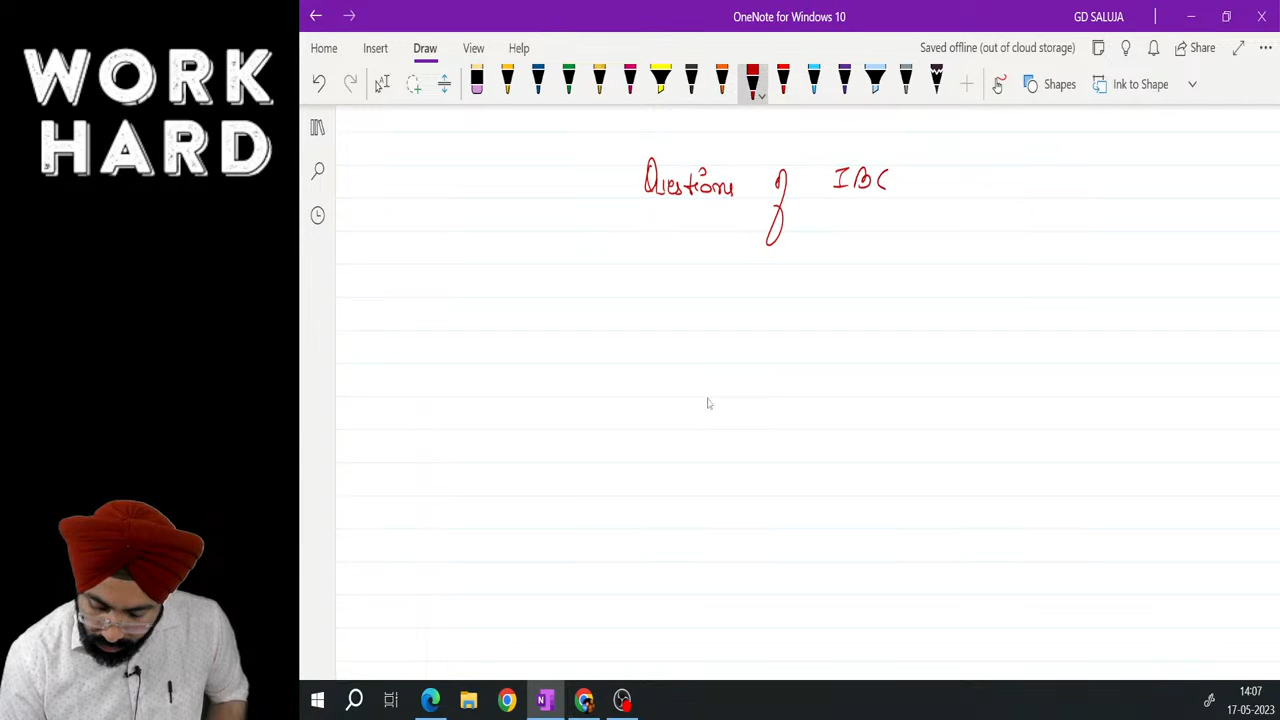 WORK
HARD
OneNote for Windows 10
GD SALUJA
Home Insert Draw View Help
Saved offline (out of cloud storage)
Share
Shapes
Ink to Shape
Questions of IBC
14:07
17-05-2023